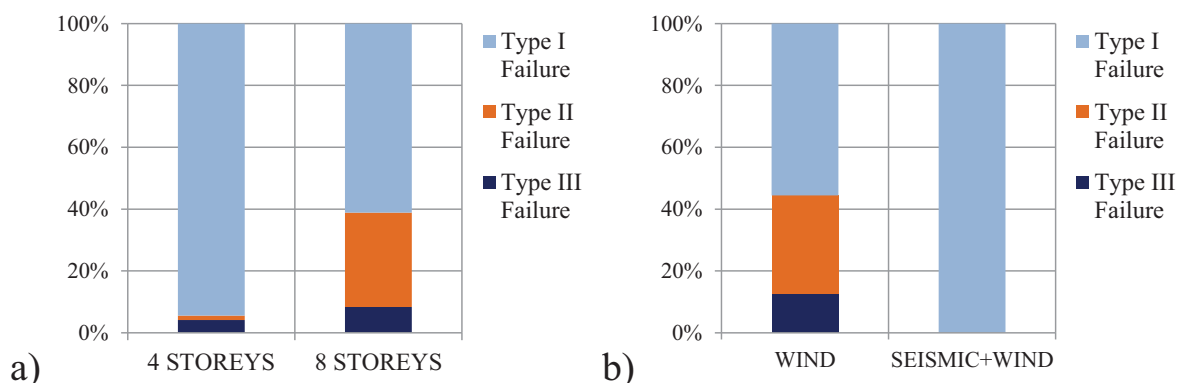 100%
80%
60%
40%
20%
0%
4 STOREYS
8 STOREYS
Type I
Failure
Type II
Failure
Type III
Failure
a)
100%
80%
60%
40%
20%
0%
WIND
SEISMIC+WIND
Type I
Failure
Type II
Failure
Type III
Failure
b)